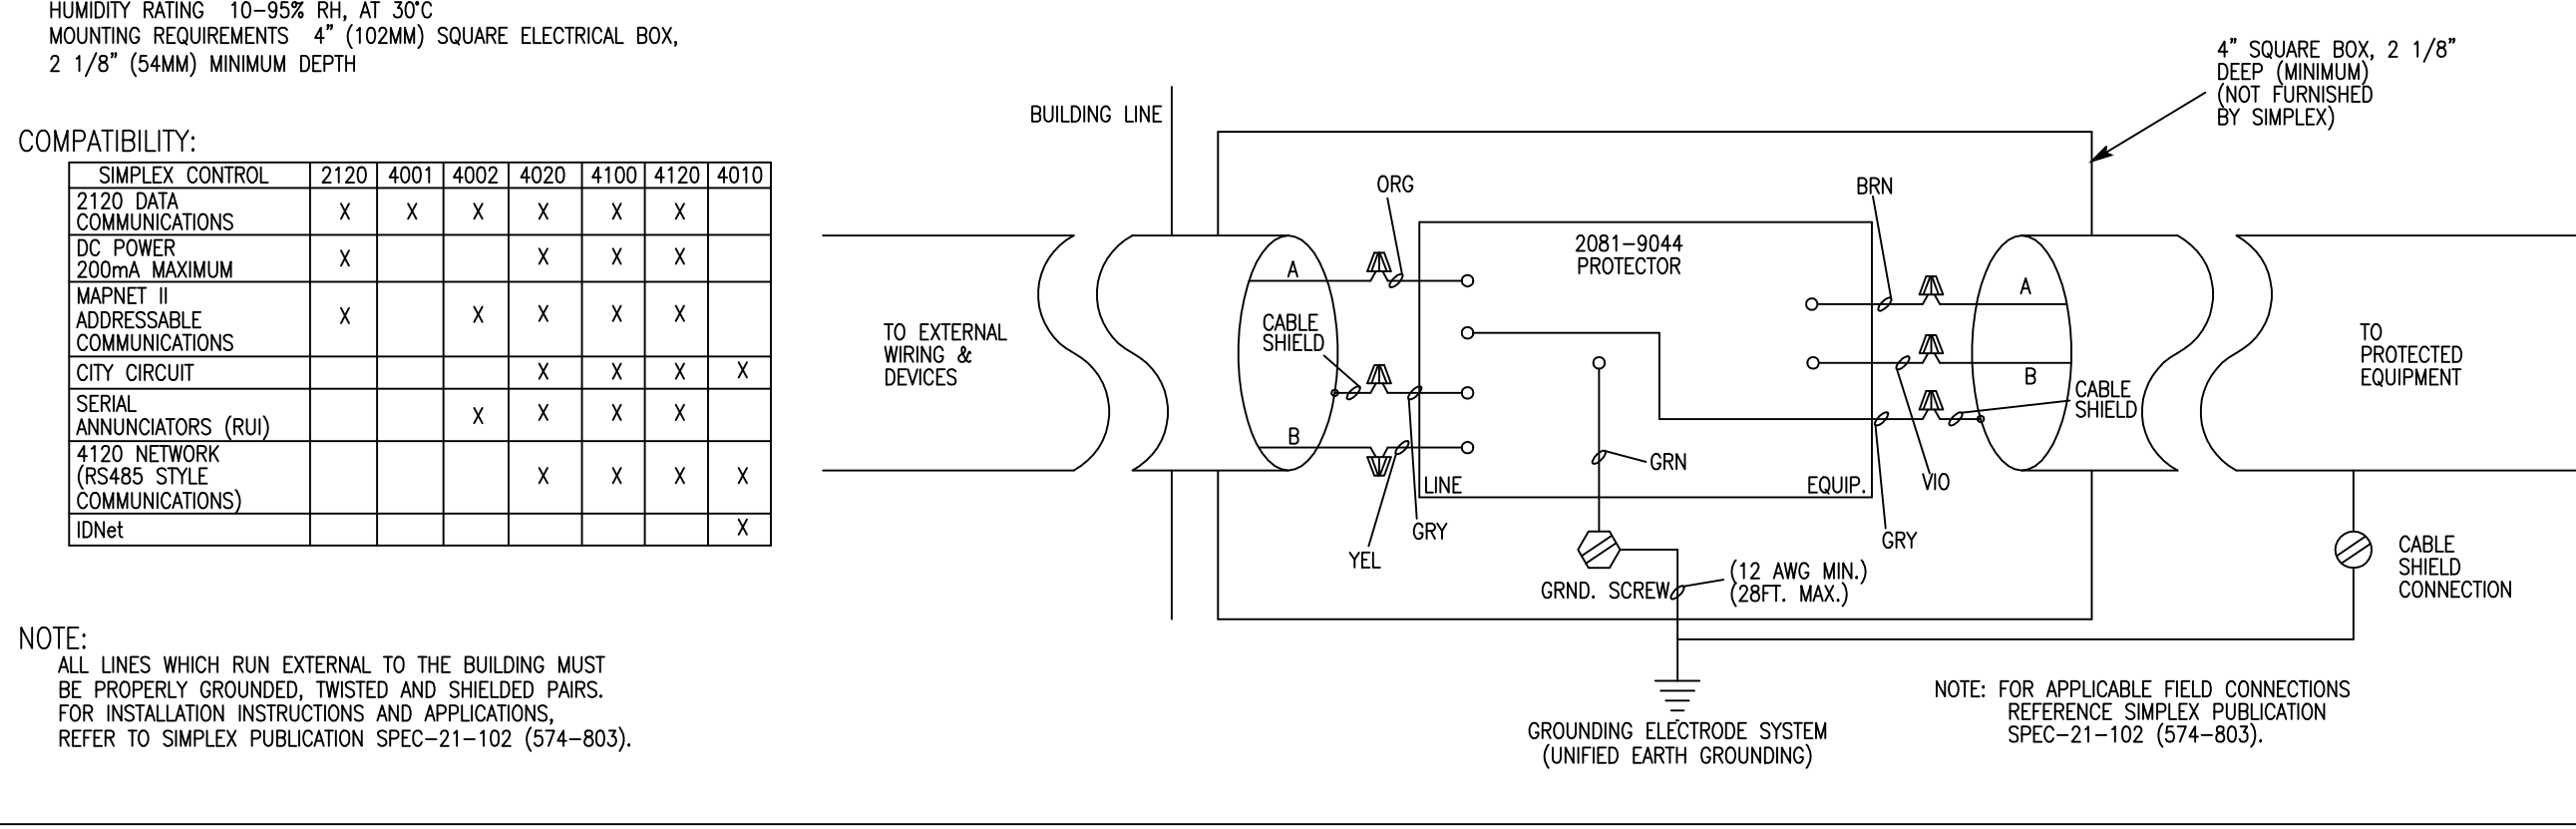 HUMIDITY RATING 10-95% RH, AT 30°C
MOUNTING REQUIREMENTS 4" (102MM) SQUARE ELECTRICAL BOX,
2 1/8" (54MM) MINIMUM DEPTH
COMPATIBILITY:
SIMPLEX CONTROL 2120 4001 4002 4020 4100 4120 4010
2120 DATA
COMMUNICATIONS X X X X X X
DC POWER
200mA MAXIMUM X X X X
MAPNET II
ADDRESSABLE X X X X X
COMMUNICATIONS
CITY CIRCUIT X X X X
SERIAL
ANNUNCIATORS (RUI) X X X X
4120 NETWORK
(RS485 STYLE X X X X
COMMUNICATIONS)
IDNet X
NOTE:
ALL LINES WHICH RUN EXTERNAL TO THE BUILDING MUST
BE PROPERLY GROUNDED, TWISTED AND SHIELDED PAIRS.
FOR INSTALLATION INSTRUCTIONS AND APPLICATIONS,
REFER TO SIMPLEX PUBLICATION SPEC-21-102 (574-803).
BUILDING LINE
4" SQUARE BOX, 2 1/8"
DEEP (MINIMUM)
(NOT FURNISHED
BY SIMPLEX)
TO EXTERNAL
WIRING &
DEVICES
A
CABLE
SHIELD
B
ORG
YEL
GRY
2081-9044
PROTECTOR
LINE
EQUIP.
GRN
BRN
VIO
GRY
A
B
CABLE
SHIELD
TO
PROTECTED
EQUIPMENT
GRND. SCREW
(12 AWG MIN.)
(28FT. MAX.)
CABLE
SHIELD
CONNECTION
GROUNDING ELECTRODE SYSTEM
(UNIFIED EARTH GROUNDING)
NOTE: FOR APPLICABLE FIELD CONNECTIONS
REFERENCE SIMPLEX PUBLICATION
SPEC-21-102 (574-803).